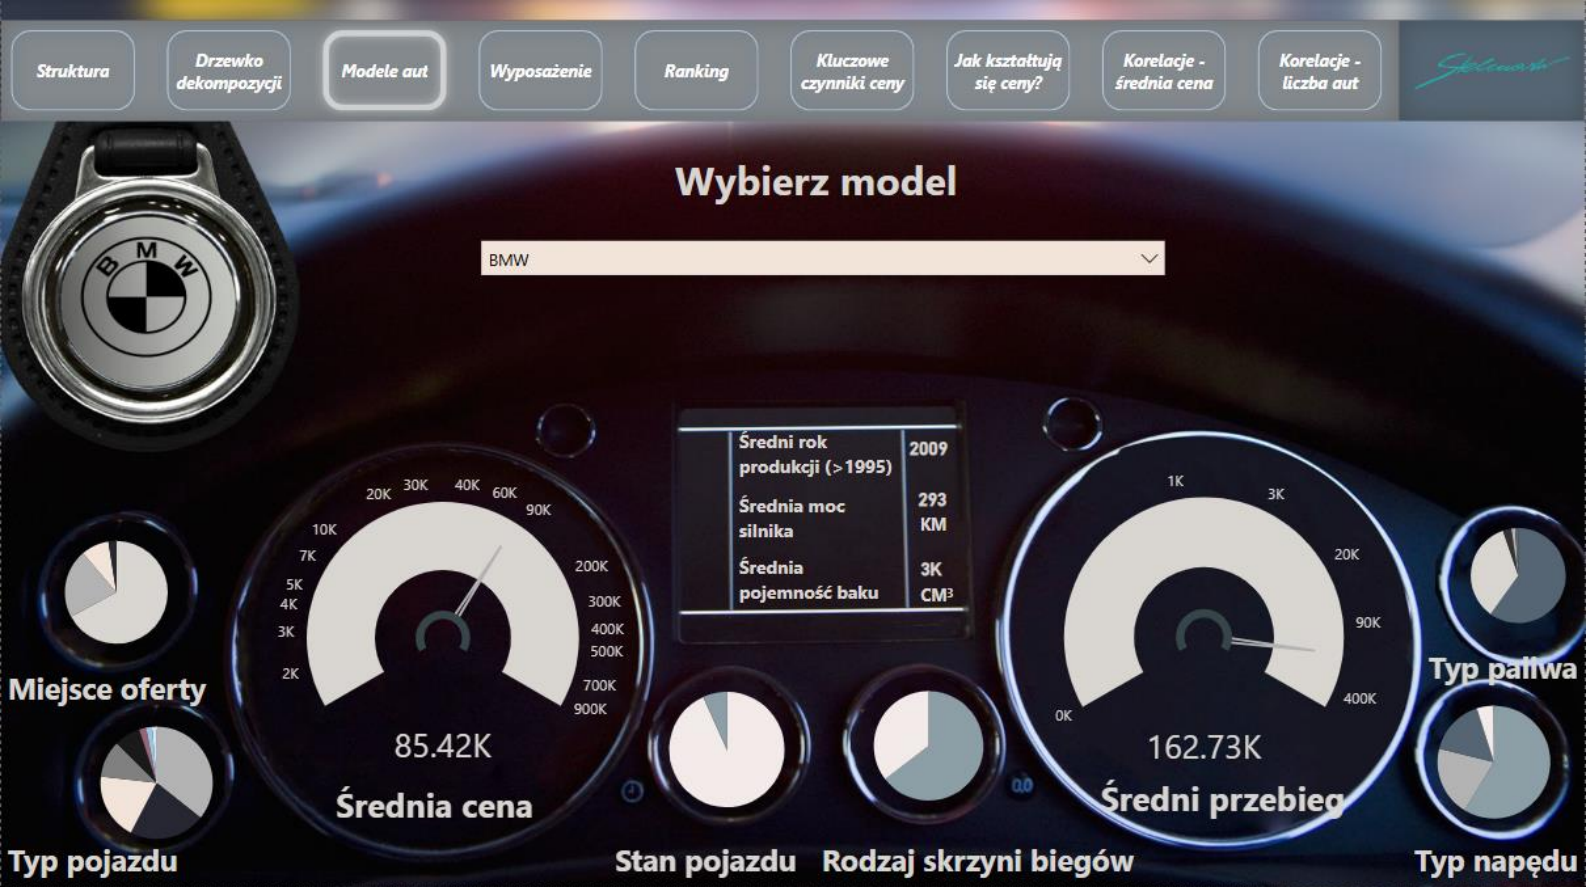 Struktura
Drzewko
dekompozycji
Modele aut
Wyposażenie
Ranking
Kluczowe
czynniki ceny
Jak kształtują
się ceny?
Korelacje -
średnia cena
Korelacje -
liczba aut
BMW
Wybierz model
BMW
Średni rok
produkcji (>1995)
2009
Średnia moc
silnika
293
KM
Średnia
pojemność baku
3K
CM³
2K
3K
4K
5K
7K
10K
20K
30K
40K
60K
90K
200K
300K
400K
500K
700K
900K
85.42K
Średnia cena
0K
1K
3K
20K
90K
400K
162.73K
Średni przebieg
Miejsce oferty
Typ pojazdu
Stan pojazdu
Rodzaj skrzyni biegów
Typ paliwa
Typ napędu